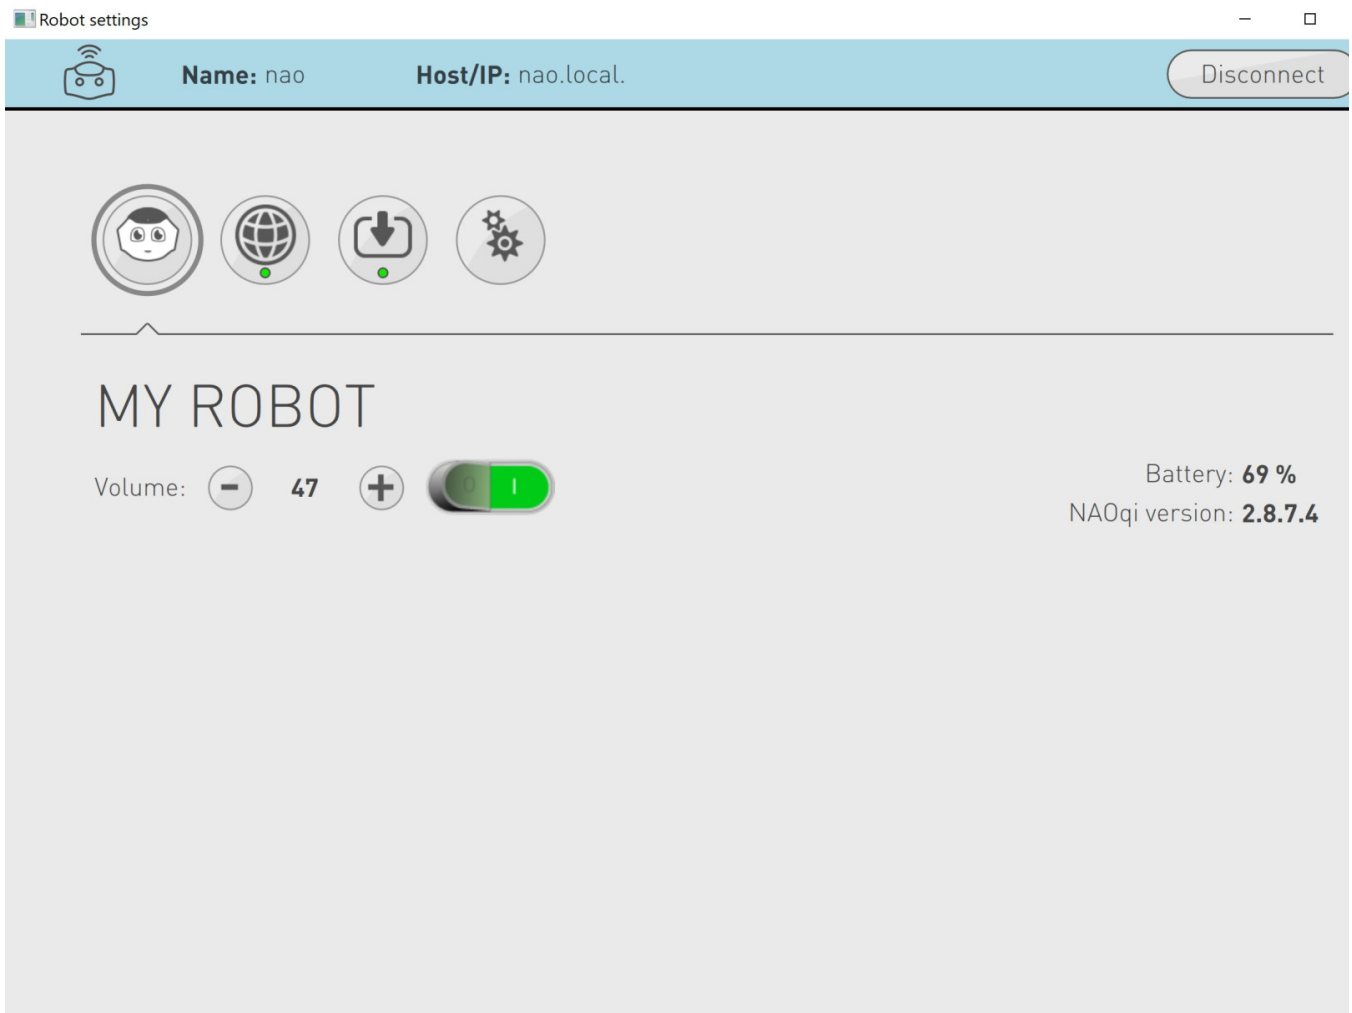 Robot settings
Name: nao Host/IP: nao.local. Disconnect
MY ROBOT
Volume: - 47 + O I
Battery: 69 %
NAOqi version: 2.8.7.4